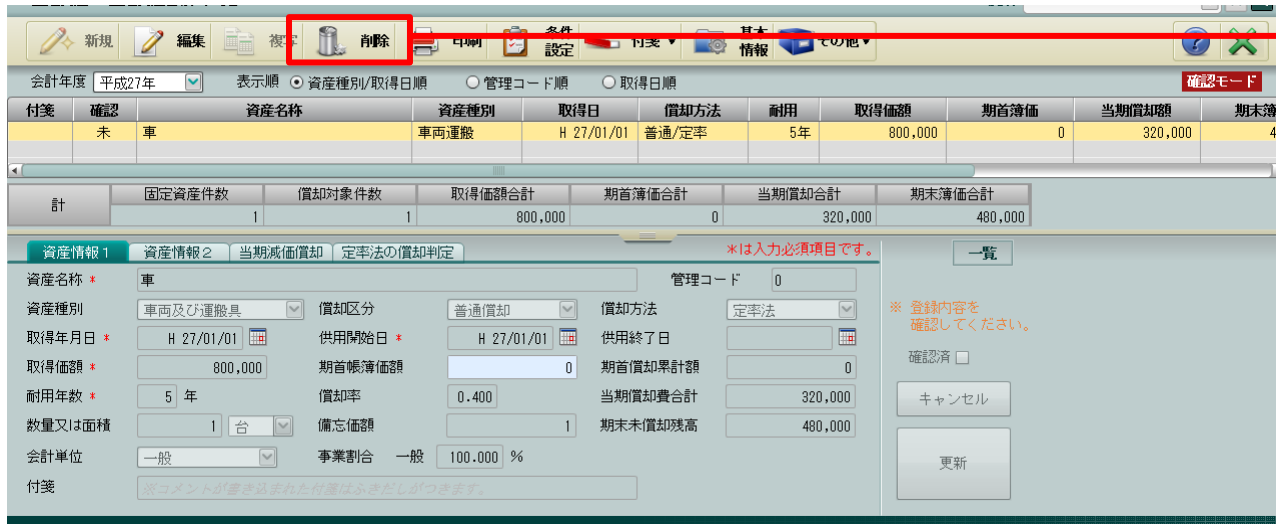 新規 編集 複写 削除 印刷 条件設定 付箋▼ 基本情報 その他▼
会計年度 平成27年 表示順 資産種別/取得日順 管理コード順 取得日順 確認モード
付箋 確認 資産名称 資産種別 取得日 償却方法 耐用 取得価額 期首簿価 当期償却額 期末簿
未 車 車両運搬 H 27/01/01 普通/定率 5年 800,000 0 320,000 4
計 固定資産件数 償却対象件数 取得価額合計 期首簿価合計 当期償却合計 期末簿価合計
1 1 800,000 0 320,000 480,000
資産情報1 資産情報2 当期減価償却 定率法の償却判定 *は入力必須項目です。 一覧
資産名称 * 車 管理コード 0
資産種別 車両及び運搬具 償却区分 普通償却 償却方法 定率法 ※ 登録内容を
確認してください。
取得年月日 * H 27/01/01 供用開始日 * H 27/01/01 供用終了日
確認済
取得価額 * 800,000 期首帳簿価額 0 期首償却累計額 0
耐用年数 * 5 年 償却率 0.400 当期償却費合計 320,000 キャンセル
数量又は面積 1 台 備忘価額 1 期末未償却残高 480,000
会計単位 一般 事業割合 一般 100.000 % 更新
付箋 ※コメントが書き込まれた付箋はふきだしがつきます。